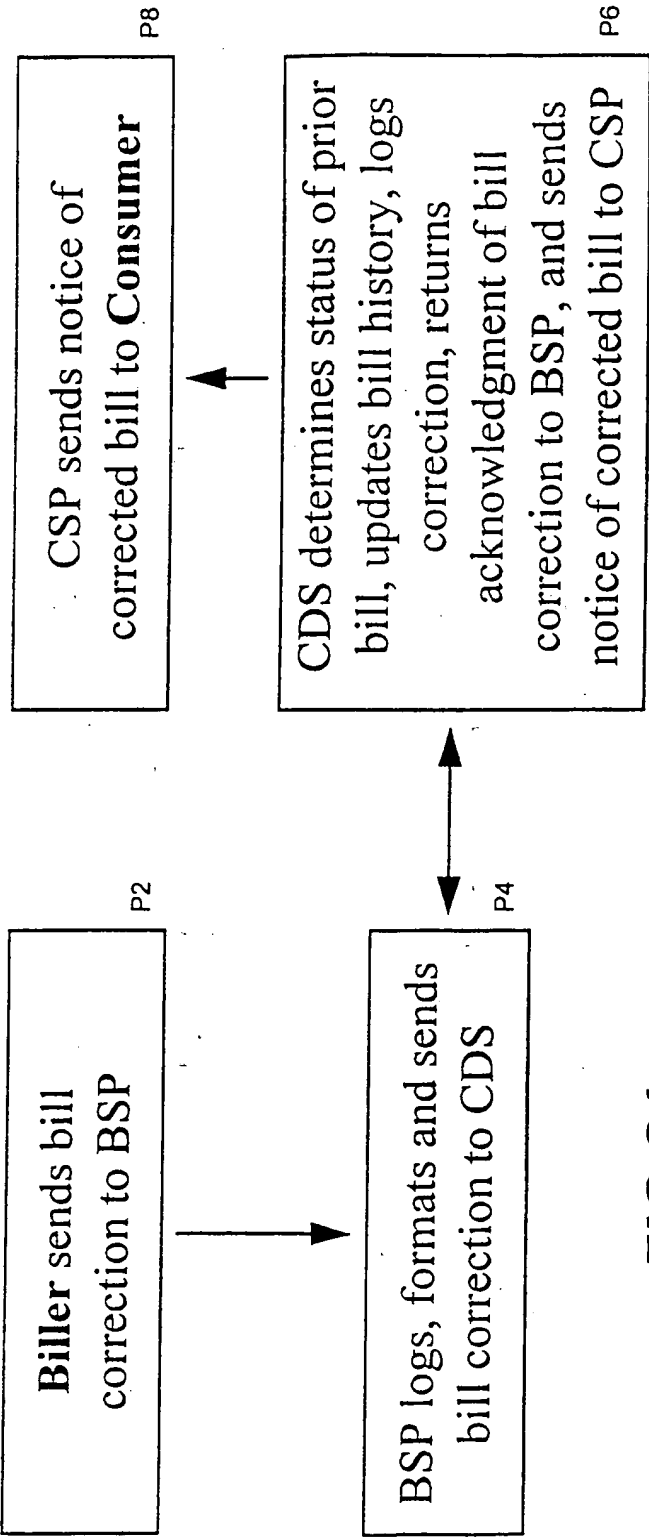 Biller sends bill
correction to BSP
P2
BSP logs, formats and sends
bill correction to CDS
P4
CDS determines status of prior
bill, updates bill history, logs
correction, returns
acknowledgment of bill
correction to BSP, and sends
notice of corrected bill to CSP
P6
CSP sends notice of
corrected bill to Consumer
P8